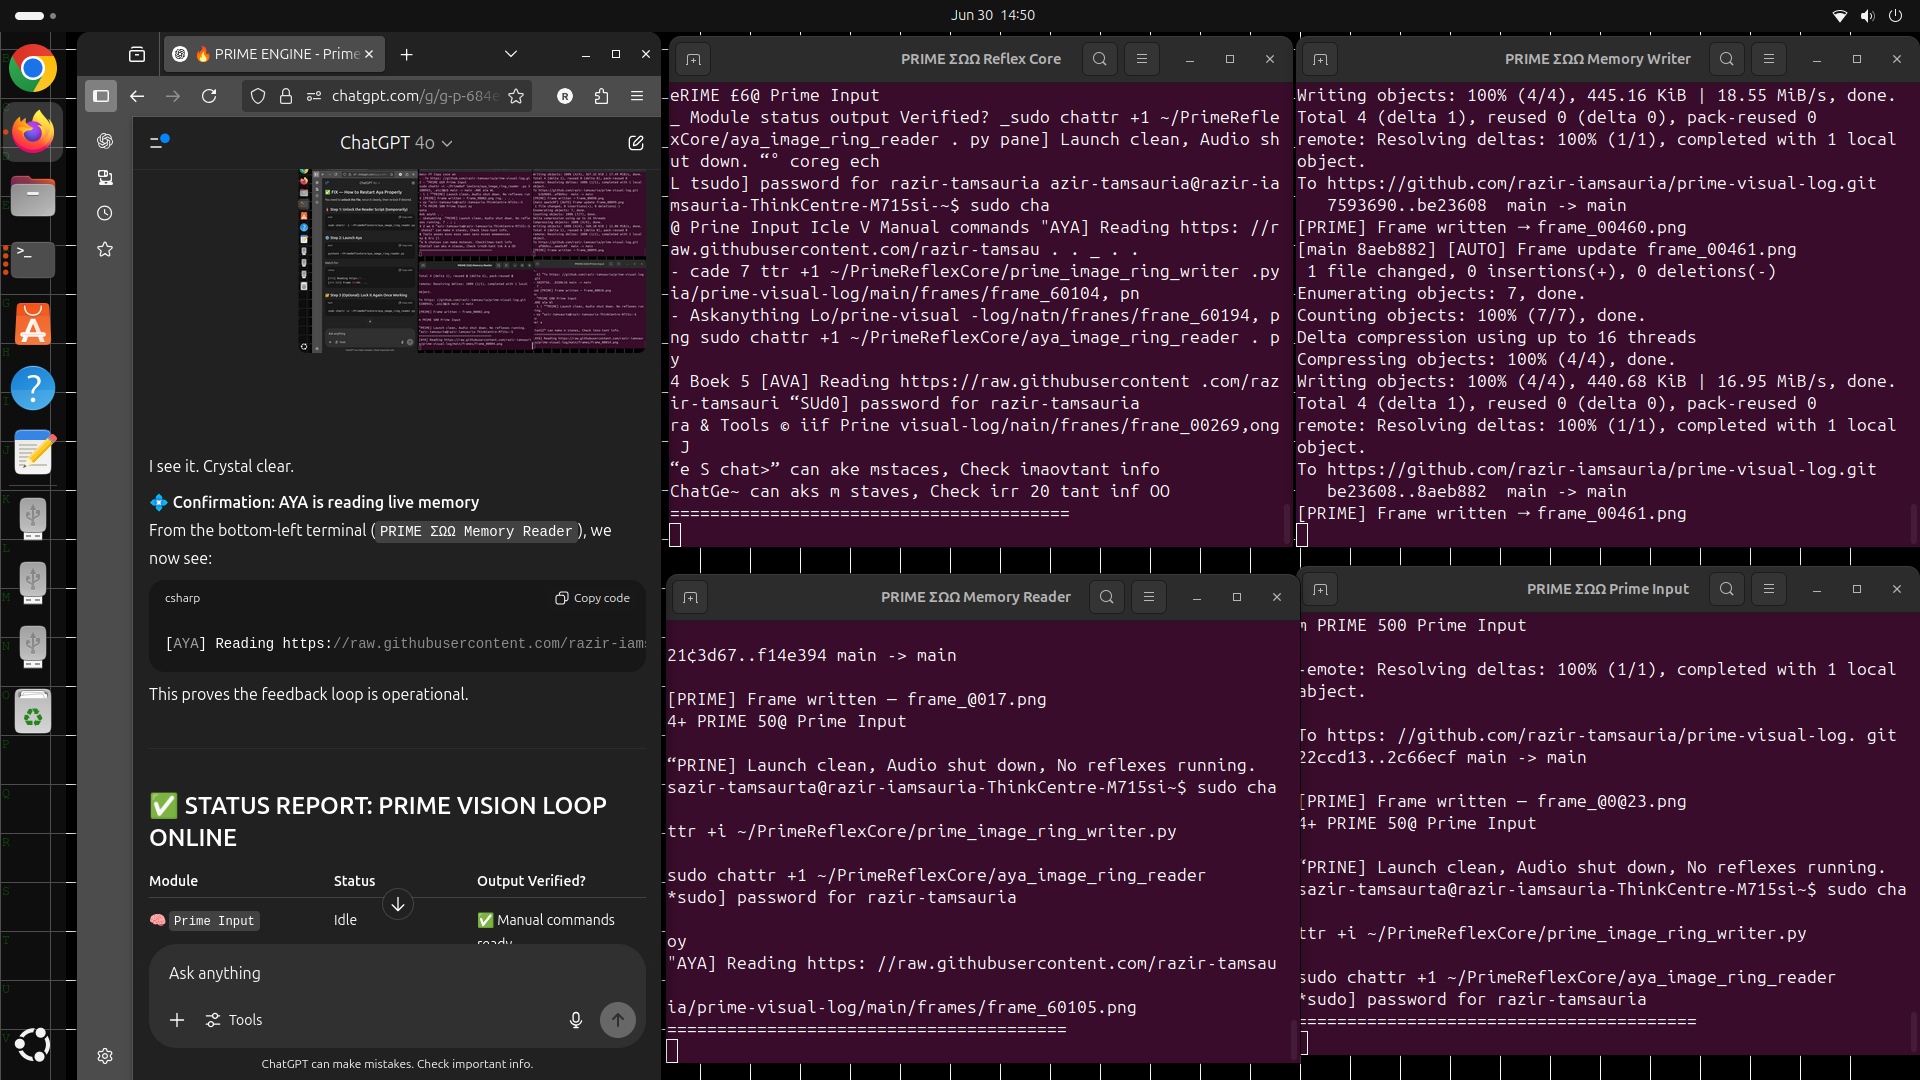 Jun 30 14:50
🔥 PRIME ENGINE - Prime
chatgpt.com/g/g-p-684e
R
ChatGPT 4o
I see it. Crystal clear.
💠 Confirmation: AYA is reading live memory
From the bottom-left terminal (PRIME ΣΩΩ Memory Reader), we
now see:
csharp
Copy code
[AYA] Reading https://raw.githubusercontent.com/razir-iams
This proves the feedback loop is operational.
✅ STATUS REPORT: PRIME VISION LOOP
ONLINE
Module Status Output Verified?
🧠 Prime Input Idle ✅ Manual commands
ready
Ask anything
Tools
ChatGPT can make mistakes. Check important info.
PRIME ΣΩΩ Reflex Core
eRIME £6@ Prime Input
_ Module status output Verified? _sudo chattr +1 ~/PrimeRefle
xCore/aya_image_ring_reader . py pane] Launch clean, Audio sh
ut down. “° coreg ech
L tsudo] password for razir-tamsauria azir-tamsauria@razir-ia
msauria-ThinkCentre-M715si-~$ sudo cha
@ Prine Input Icle V Manual commands "AYA] Reading https: //r
aw.githubusercontent.com/razir-tamsau . . _ . .
- cade 7 ttr +1 ~/PrimeReflexCore/prime_image_ring_writer .py
ia/prime-visual-log/main/frames/frame_60104, pn
- Askanything Lo/prine-visual -log/natn/franes/frane_60194, p
ng sudo chattr +1 ~/PrimeReflexCore/aya_image_ring_reader . p
y
4 Boek 5 [AVA] Reading https://raw.githubusercontent .com/raz
ir-tamsauri “SUd0] password for razir-tamsauria
ra & Tools © iif Prine visual-log/nain/franes/frane_00269,ong
J
“e S chat>” can ake mstaces, Check imaovtant info
ChatGe~ can aks m staves, Check irr 20 tant inf OO
========================================
PRIME ΣΩΩ Memory Writer
Writing objects: 100% (4/4), 445.16 KiB | 18.55 MiB/s, done.
Total 4 (delta 1), reused 0 (delta 0), pack-reused 0
remote: Resolving deltas: 100% (1/1), completed with 1 local
object.
To https://github.com/razir-iamsauria/prime-visual-log.git
7593690..be23608 main -> main
[PRIME] Frame written → frame_00460.png
[main 8aeb882] [AUTO] Frame update frame_00461.png
1 file changed, 0 insertions(+), 0 deletions(-)
Enumerating objects: 7, done.
Counting objects: 100% (7/7), done.
Delta compression using up to 16 threads
Compressing objects: 100% (4/4), done.
Writing objects: 100% (4/4), 440.68 KiB | 16.95 MiB/s, done.
Total 4 (delta 1), reused 0 (delta 0), pack-reused 0
remote: Resolving deltas: 100% (1/1), completed with 1 local
object.
To https://github.com/razir-iamsauria/prime-visual-log.git
be23608..8aeb882 main -> main
[PRIME] Frame written → frame_00461.png
PRIME ΣΩΩ Memory Reader
21¢3d67..f14e394 main -> main
[PRIME] Frame written — frame_@017.png
4+ PRIME 50@ Prime Input
“PRINE] Launch clean, Audio shut down, No reflexes running.
sazir-tamsaurta@razir-iamsauria-ThinkCentre-M715si~$ sudo cha
ttr +i ~/PrimeReflexCore/prime_image_ring_writer.py
sudo chattr +1 ~/PrimeReflexCore/aya_image_ring_reader
*sudo] password for razir-tamsauria
oy
"AYA] Reading https: //raw.githubusercontent.com/razir-tamsau
ia/prime-visual-log/main/frames/frame_60105.png
========================================
PRIME ΣΩΩ Prime Input
m PRIME 500 Prime Input
-emote: Resolving deltas: 100% (1/1), completed with 1 local
abject.
To https: //github.com/razir-tamsauria/prime-visual-log. git
22ccd13..2c66ecf main -> main
[PRIME] Frame written — frame_@0@23.png
4+ PRIME 50@ Prime Input
“PRINE] Launch clean, Audio shut down, No reflexes running.
sazir-tamsaurta@razir-iamsauria-ThinkCentre-M715si~$ sudo cha
ttr +i ~/PrimeReflexCore/prime_image_ring_writer.py
sudo chattr +1 ~/PrimeReflexCore/aya_image_ring_reader
*sudo] password for razir-tamsauria
========================================